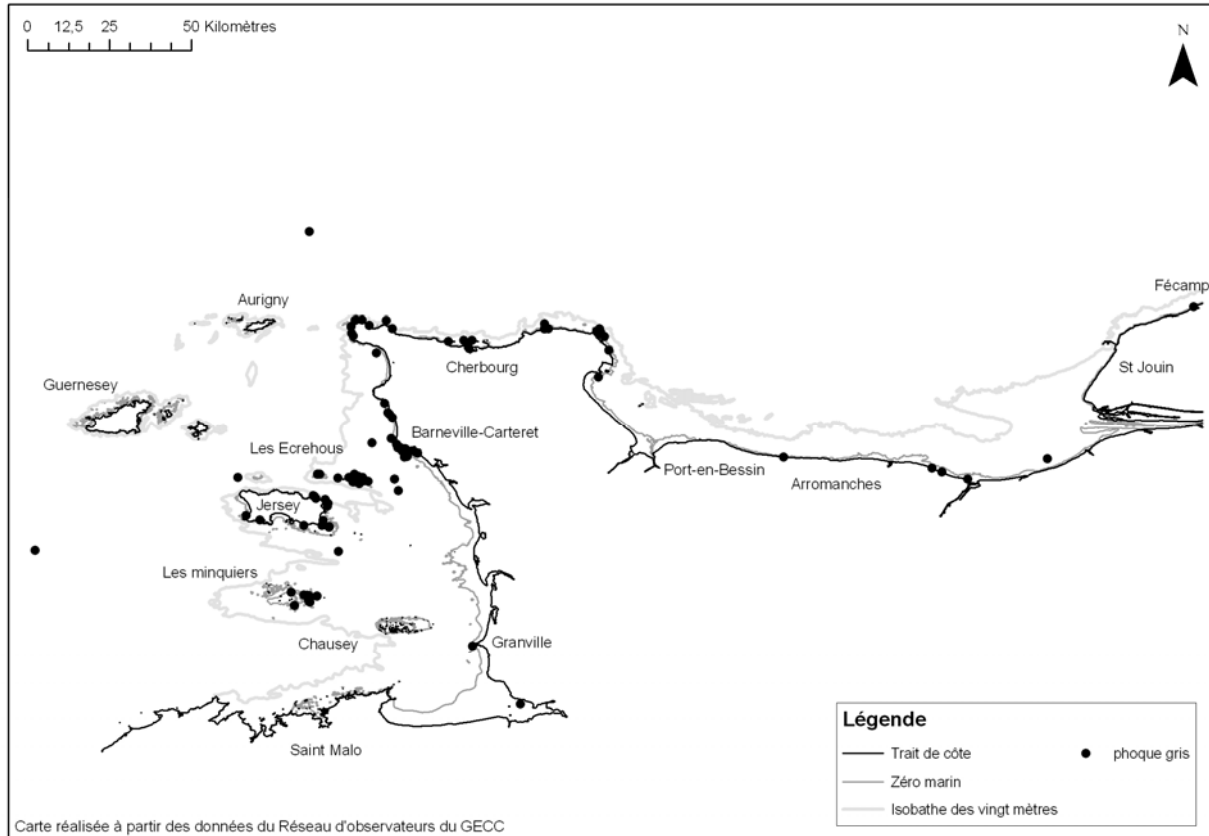 0 12,5 25 50 Kilomètres
N
Aurigny
Fécamp
Cherbourg
St Jouin
Guernesey
Barneville-Carteret
Les Ecrehous
Port-en-Bessin
Arromanches
Jersey
Les minquiers
Chausey
Granville
Saint Malo
Légende
Trait de côte
phoque gris
Zéro marin
Isobathe des vingt mètres
Carte réalisée à partir des données du Réseau d'observateurs du GECC